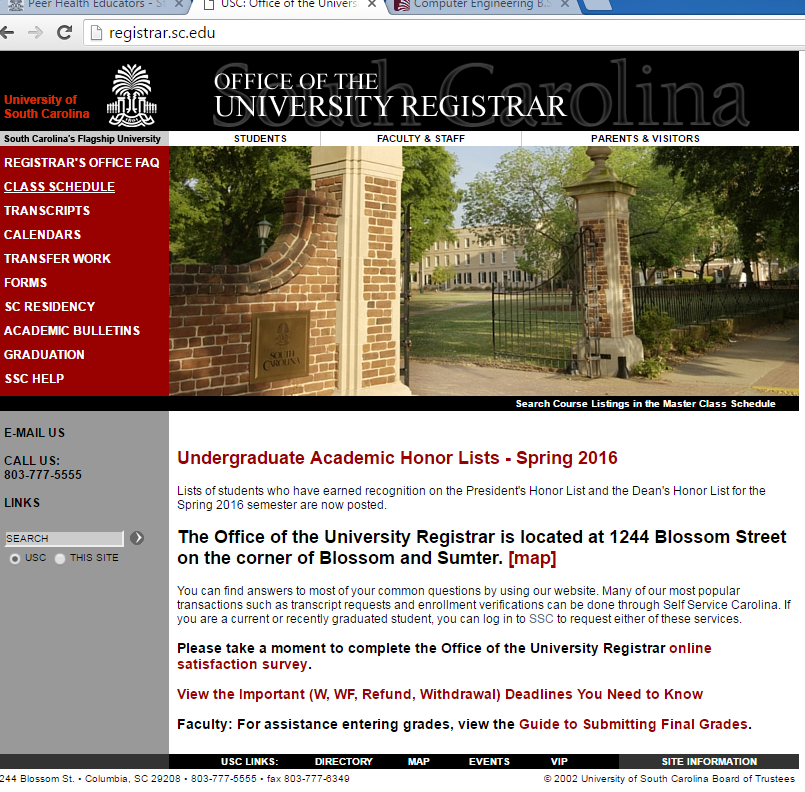 Peer Health Educators - S
USC: Office of the Univers
Computer Engineering B.S
registrar.sc.edu
South Carolina
University of
South Carolina
OFFICE OF THE
UNIVERSITY REGISTRAR
South Carolina's Flagship University
STUDENTS
FACULTY & STAFF
PARENTS & VISITORS
REGISTRAR'S OFFICE FAQ
CLASS SCHEDULE
TRANSCRIPTS
CALENDARS
TRANSFER WORK
FORMS
SC RESIDENCY
ACADEMIC BULLETINS
GRADUATION
SSC HELP
SOUTH
CAROLINA
Search Course Listings in the Master Class Schedule
E-MAIL US
CALL US:
803-777-5555
LINKS
SEARCH
USC THIS SITE
Undergraduate Academic Honor Lists - Spring 2016
Lists of students who have earned recognition on the President's Honor List and the Dean's Honor List for the
Spring 2016 semester are now posted.
The Office of the University Registrar is located at 1244 Blossom Street
on the corner of Blossom and Sumter. [map]
You can find answers to most of your common questions by using our website. Many of our most popular
transactions such as transcript requests and enrollment verifications can be done through Self Service Carolina. If
you are a current or recently graduated student, you can log in to SSC to request either of these services.
Please take a moment to complete the Office of the University Registrar online
satisfaction survey.
View the Important (W, WF, Refund, Withdrawal) Deadlines You Need to Know
Faculty: For assistance entering grades, view the Guide to Submitting Final Grades.
USC LINKS: DIRECTORY MAP EVENTS VIP SITE INFORMATION
244 Blossom St. • Columbia, SC 29208 • 803-777-5555 • fax 803-777-6349
© 2002 University of South Carolina Board of Trustees